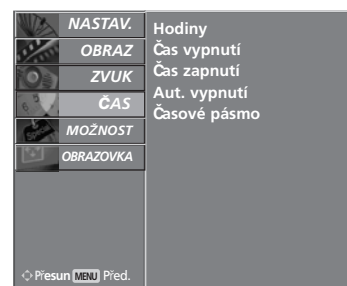 NASTAV.
OBRAZ
ZVUK
ČAS
MOŽNOST
OBRAZOVKA
Hodiny
Čas vypnutí
Čas zapnutí
Aut. vypnutí
Časové pásmo
Přesun MENU Před.